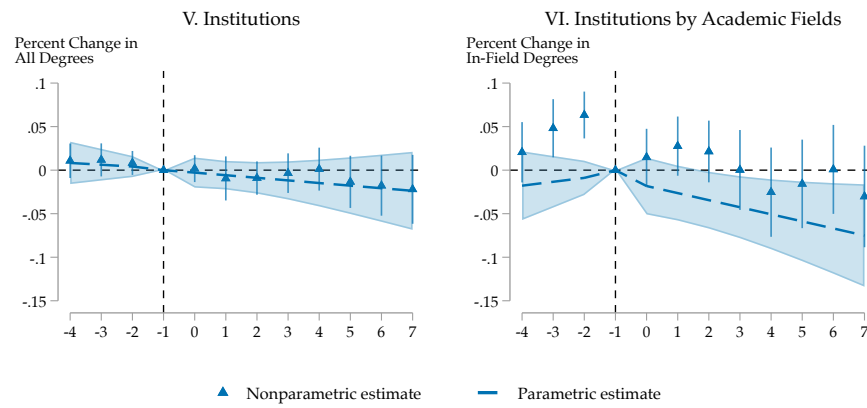 V. Institutions
Percent Change in
All Degrees
.1
.05
0
-.05
-.1
-.15
-4 -3 -2 -1 0 1 2 3 4 5 6 7
VI. Institutions by Academic Fields
Percent Change in
In-Field Degrees
.1
.05
0
-.05
-.1
-.15
-4 -3 -2 -1 0 1 2 3 4 5 6 7
Nonparametric estimate Parametric estimate